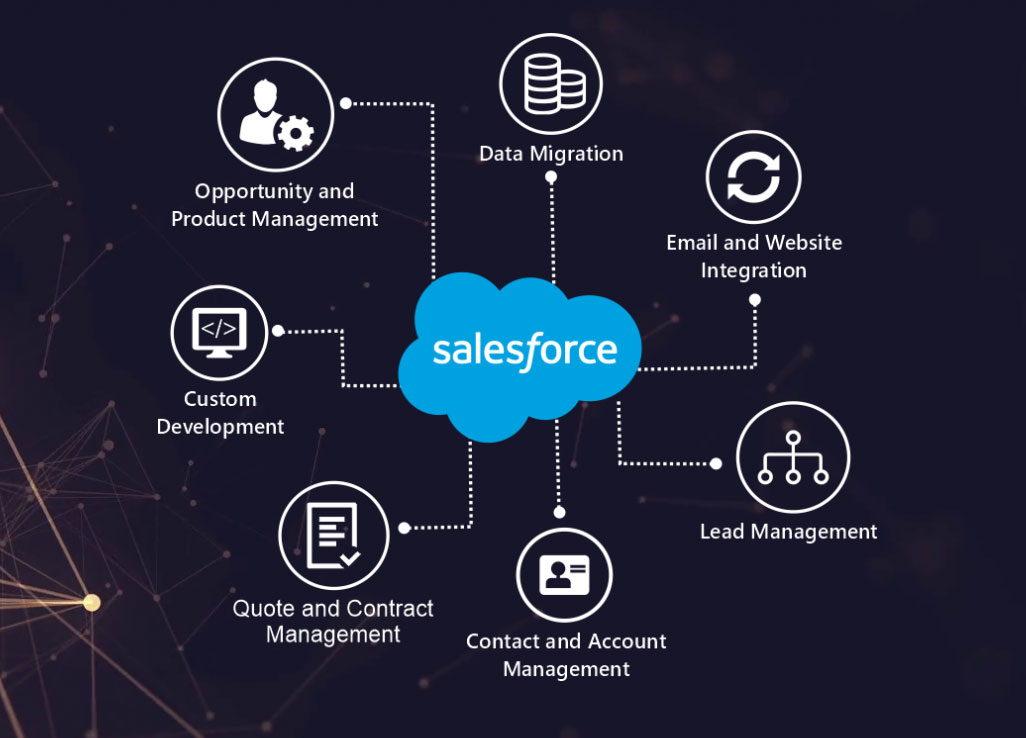 Data Migration
Opportunity and
Product Management
Email and Website
Integration
salesforce
</>
Custom
Development
Lead Management
Quote and Contract
Management
Contact and Account
Management